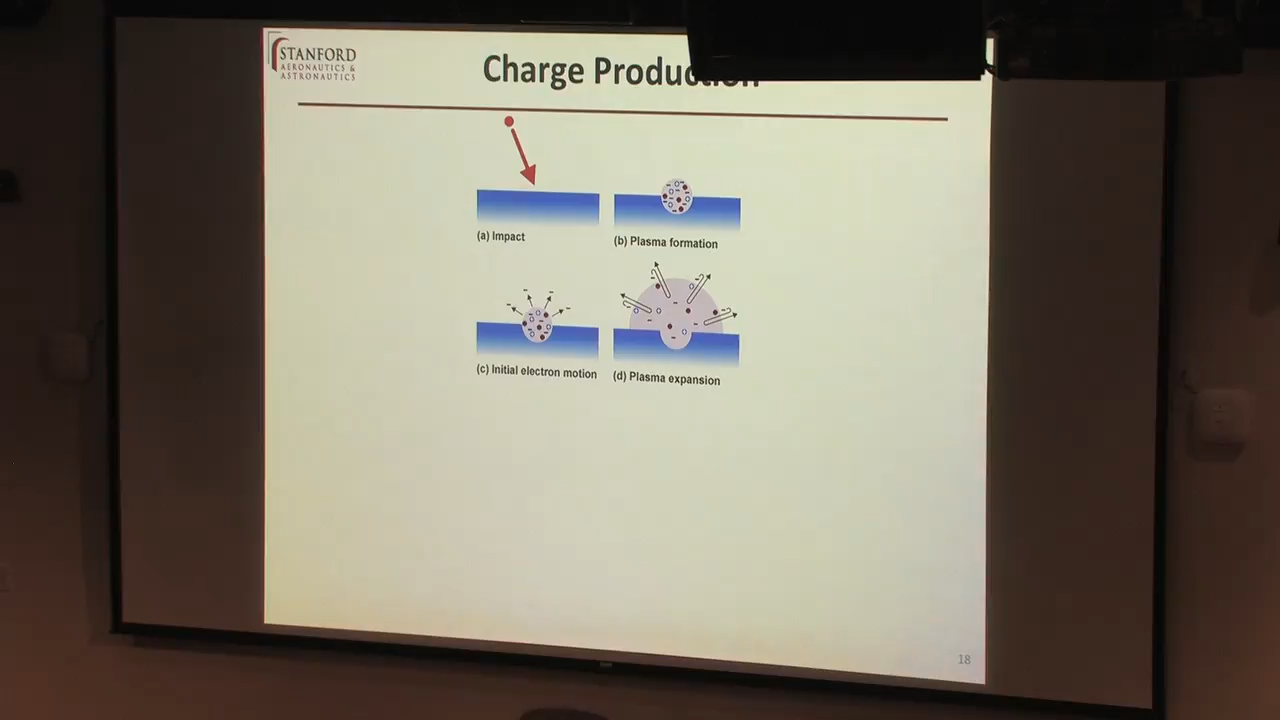 STANFORD
AERONAUTICS &
ASTRONAUTICS
Charge Production
(a) Impact
(b) Plasma formation
(c) Initial electron motion
(d) Plasma expansion
18